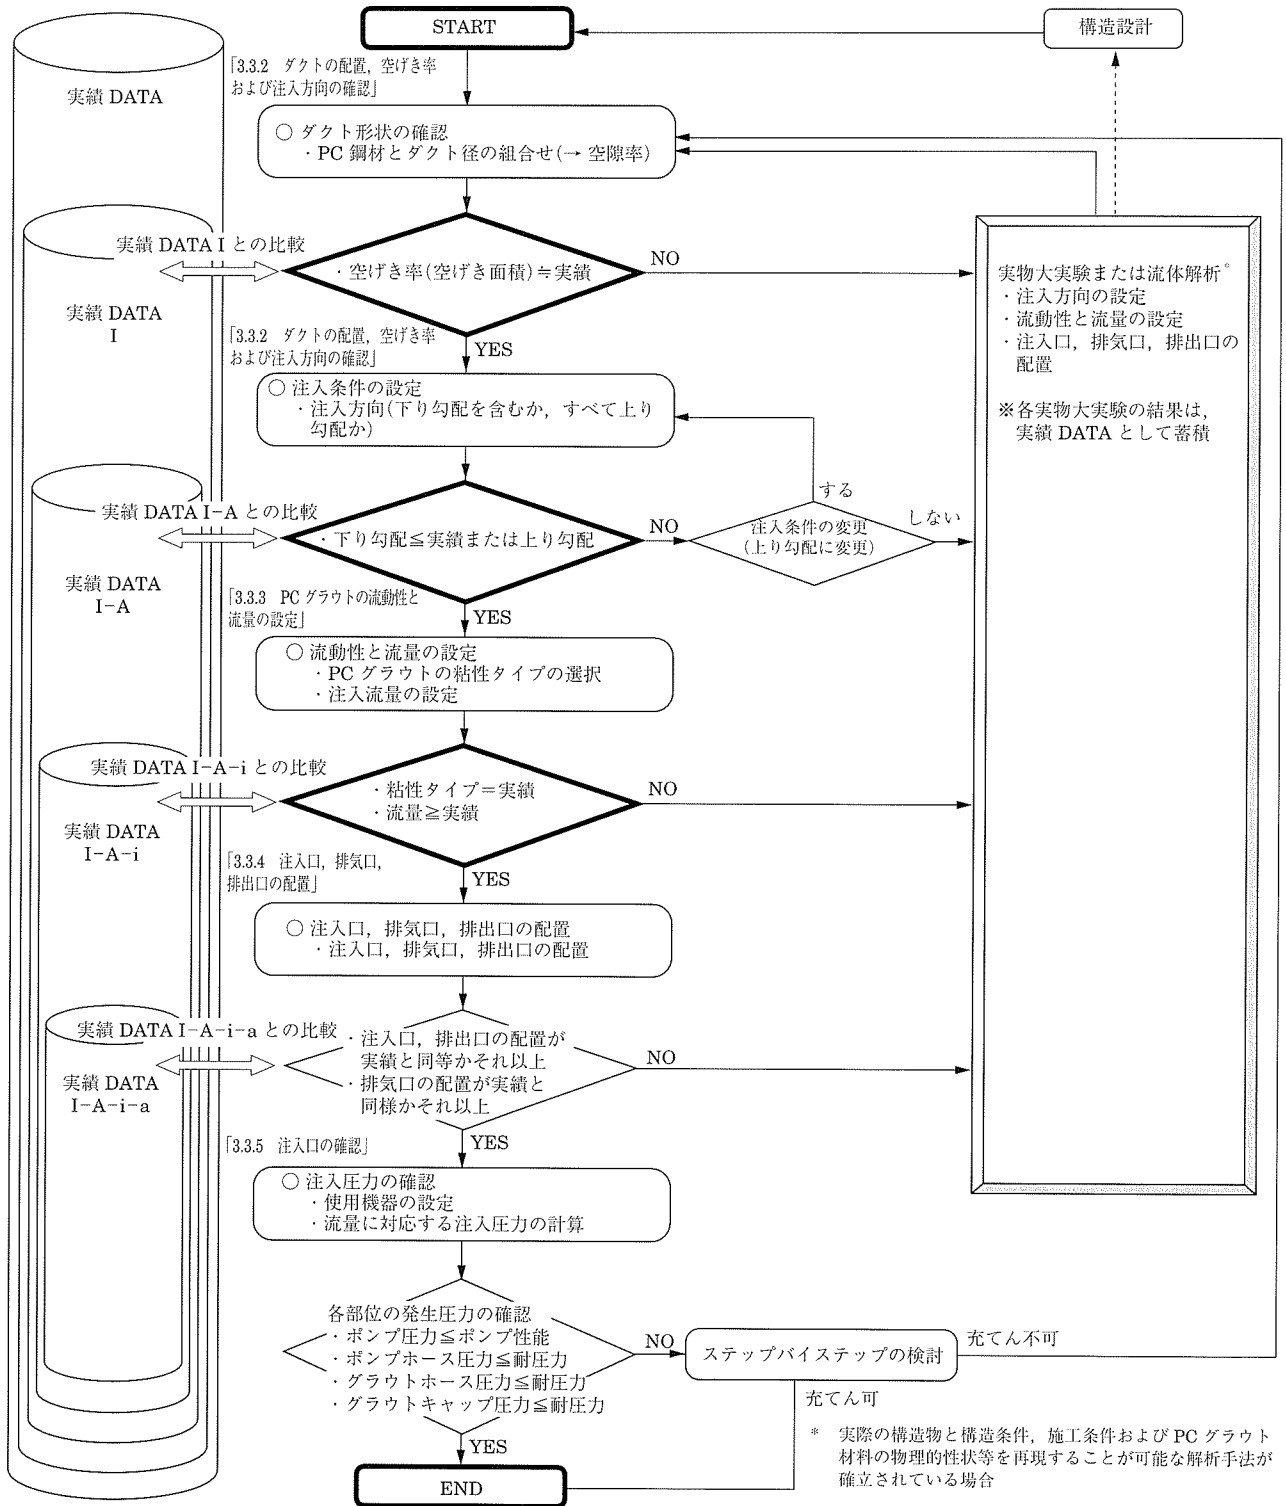 START
構造設計
「3.3.2 ダクトの配置,空げき率
および注入方向の確認」
実績 DATA
○ ダクト形状の確認
・PC 鋼材とダクト径の組合せ(→ 空隙率)
実績 DATA I との比較
・空げき率(空げき面積)≒実績
NO
実績 DATA
I
YES
「3.3.2 ダクトの配置,空げき率
および注入方向の確認」
○ 注入条件の設定
・注入方向(下り勾配を含むか,すべて上り
勾配か)
実物大実験または流体解析*
・注入方向の設定
・流動性と流量の設定
・注入口,排気口,排出口の
配置
※各実物大実験の結果は,
実績 DATA として蓄積
実績 DATA I-A との比較
・下り勾配≦実績または上り勾配
NO
する
注入条件の変更
(上り勾配に変更)
しない
実績 DATA
I-A
「3.3.3 PC グラウトの流動性と
流量の設定」
YES
○ 流動性と流量の設定
・PC グラウトの粘性タイプの選択
・注入流量の設定
実績 DATA I-A-i との比較
・粘性タイプ=実績
・流量≧実績
NO
実績 DATA
I-A-i
「3.3.4 注入口,排気口,
排出口の配置」
YES
○ 注入口,排気口,排出口の配置
・注入口,排気口,排出口の配置
実績 DATA I-A-i-a との比較
・注入口,排出口の配置が
実績と同等かそれ以上
・排気口の配置が実績と
同様かそれ以上
NO
実績 DATA
I-A-i-a
YES
「3.3.5 注入口の確認」
○ 注入圧力の確認
・使用機器の設定
・流量に対応する注入圧力の計算
各部位の発生圧力の確認
・ポンプ圧力≦ポンプ性能
・ポンプホース圧力≦耐圧力
・グラウトホース圧力≦耐圧力
・グラウトキャップ圧力≦耐圧力
NO
ステップバイステップの検討
充てん不可
充てん可
YES
END
* 実際の構造物と構造条件,施工条件および PC グラウト
材料の物理的性状等を再現することが可能な解析手法が
確立されている場合